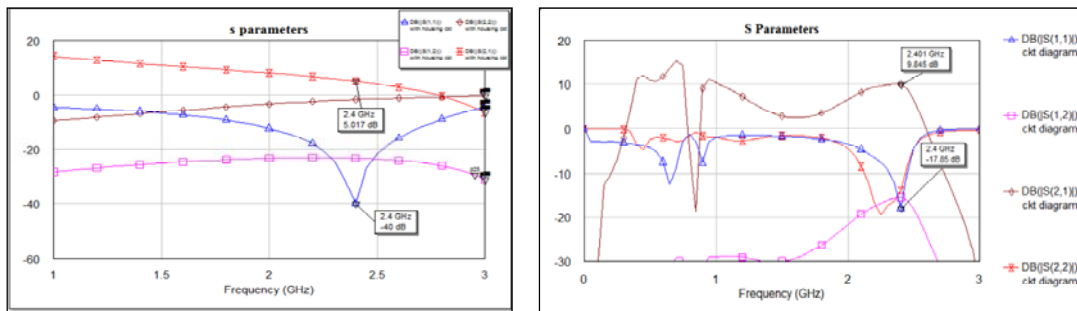 s parameters
DB(|S(1,1)|)
with housing ckt
DB(|S(2,2)|)
with housing ckt
DB(|S(1,2)|)
with housing ckt
DB(|S(2,1)|)
with housing ckt
20
0
-20
-40
-60
2.4 GHz
5.017 dB
2.4 GHz
-40 dB
1
1.5
2
2.5
3
Frequency (GHz)
S Parameters
20
10
0
-10
-20
-30
2.401 GHz
9.845 dB
2.4 GHz
-17.85 dB
0
1
2
3
Frequency (GHz)
DB(|S(1,1)|)
ckt diagram
DB(|S(1,2)|)
ckt diagram
DB(|S(2,1)|)
ckt diagram
DB(|S(2,2)|)
ckt diagram